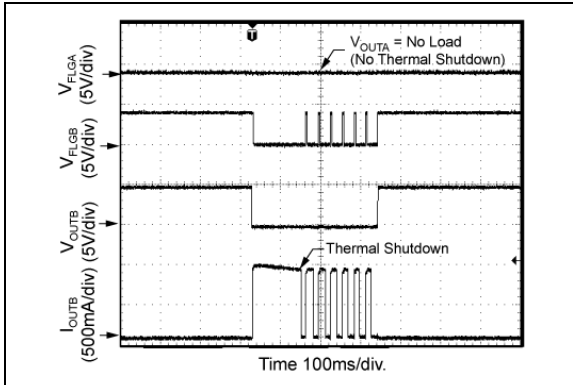 T
V_OUTA = No Load
(No Thermal Shutdown)
V_FLGA
(5V/div)
V_FLGB
(5V/div)
V_OUTB
(5V/div)
Thermal Shutdown
I_OUTB
(500mA/div)
Time 100ms/div.